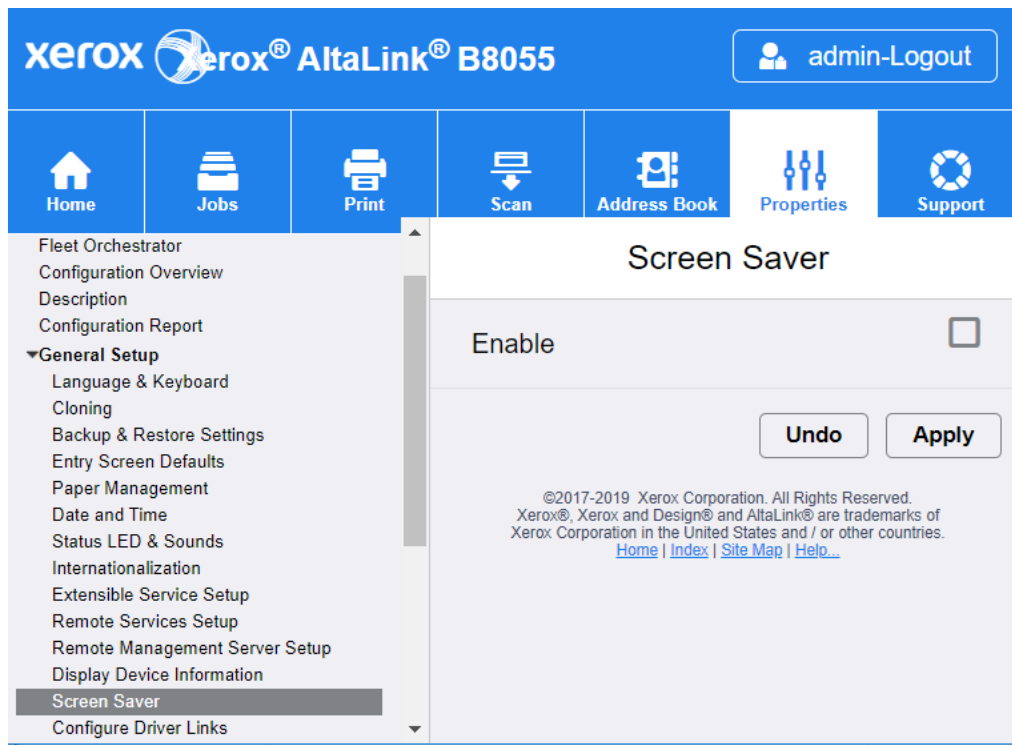 xerox Xerox® AltaLink® B8055
admin-Logout
Home
Jobs
Print
Scan
Address Book
Properties
Support
Fleet Orchestrator
Configuration Overview
Description
Configuration Report
General Setup
Language & Keyboard
Cloning
Backup & Restore Settings
Entry Screen Defaults
Paper Management
Date and Time
Status LED & Sounds
Internationalization
Extensible Service Setup
Remote Services Setup
Remote Management Server Setup
Display Device Information
Screen Saver
Configure Driver Links
Screen Saver
Enable
Undo
Apply
©2017-2019 Xerox Corporation. All Rights Reserved.
Xerox®, Xerox and Design® and AltaLink® are trademarks of
Xerox Corporation in the United States and / or other countries.
Home | Index | Site Map | Help...